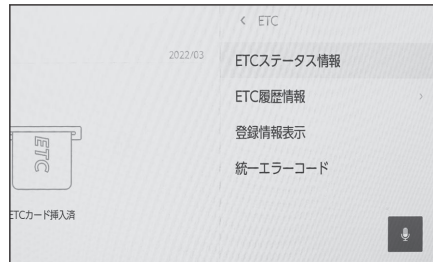 < ETC
2022/03
ETCステータス情報
ETC履歴情報 >
登録情報表示
統一エラーコード
ETC
ETCカード挿入済